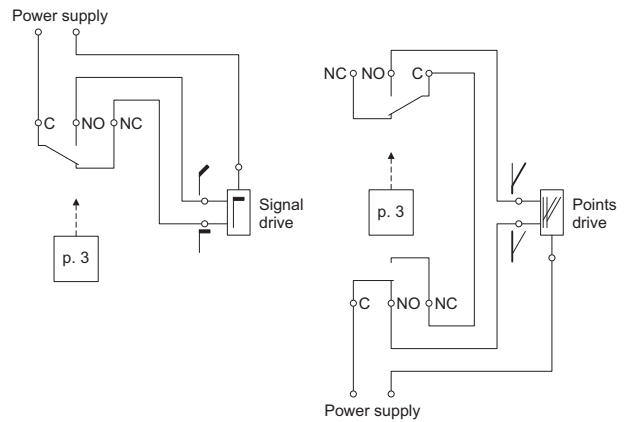 Power supply
C NO NC
Signal
drive
p. 3
NC NO C
p. 3
Points
drive
C NO NC
Power supply